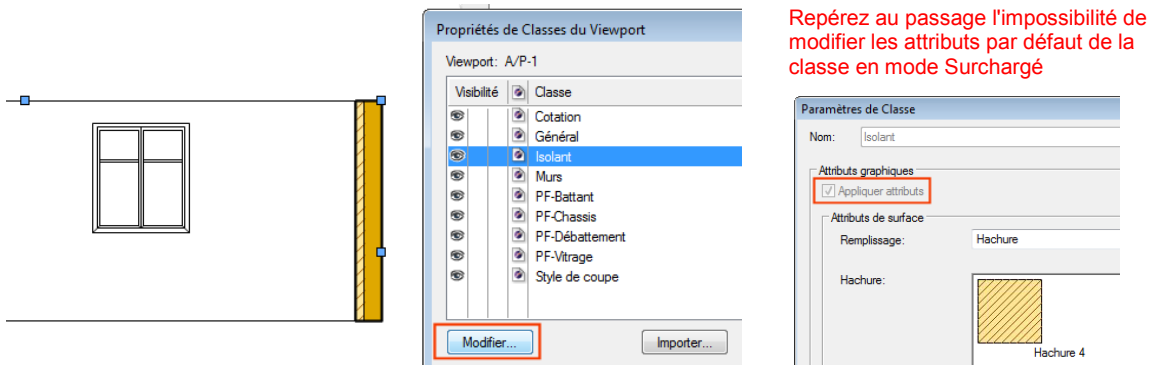 Propriétés de Classes du Viewport
Viewport: A/P-1
Visibilité Classe
Cotation
Général
Isolant
Murs
PF-Battant
PF-Chassis
PF-Débattement
PF-Vitrage
Style de coupe
Modifier... Importer...
Repérez au passage l'impossibilité de
modifier les attributs par défaut de la
classe en mode Surchargé
Paramètres de Classe
Nom: Isolant
Attributs graphiques
Appliquer attributs
Attributs de surface
Remplissage: Hachure
Hachure:
Hachure 4